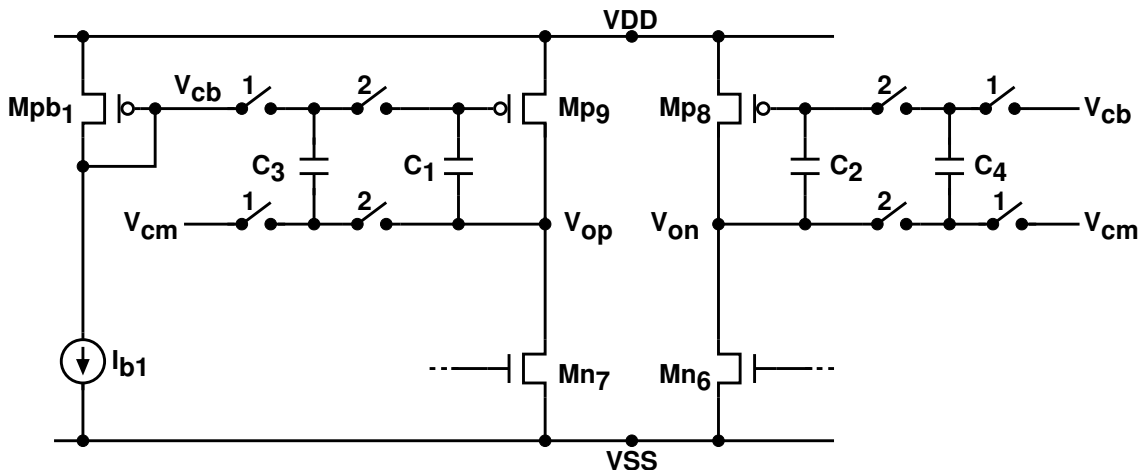 VDD
Mpb1 Vcb 1 2 Mp9 Mp8 2 1 Vcb
C3 C1 C2 C4
Vcm 1 2 Vop Von 2 1 Vcm
Ib1 Mn7 Mn6
VSS